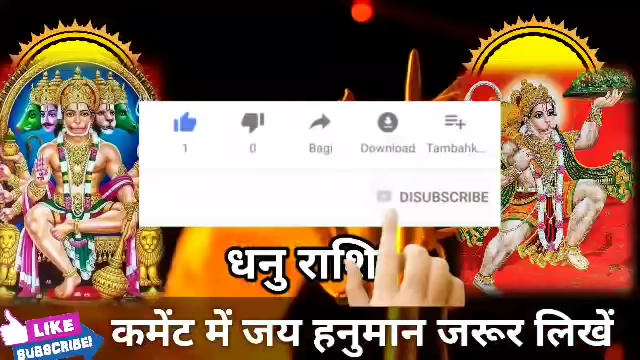 1 0 Bagi Download Tambahk...
DISUBSCRIBE
धनु राशि
LIKE
SUBSCRIBE!
कमेंट में जय हनुमान जरूर लिखें